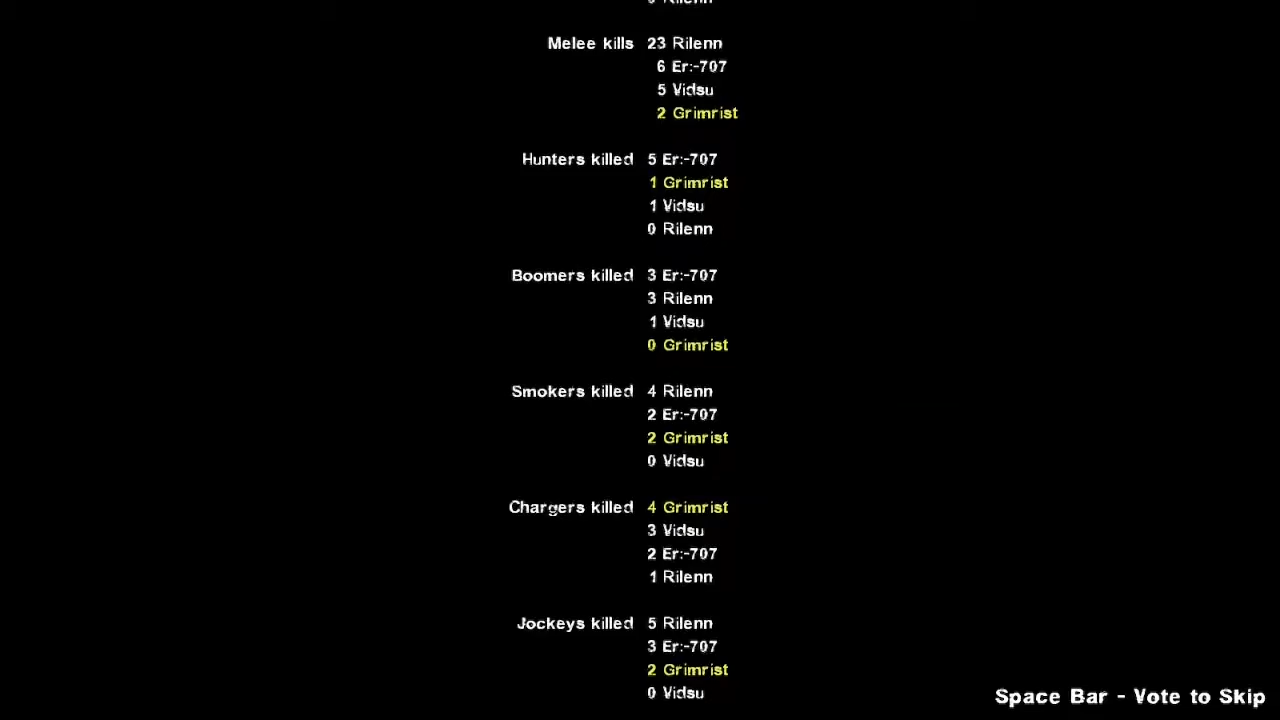 0 Rilenn
Melee kills 23 Rilenn
6 Er:-707
5 Vidsu
2 Grimrist
Hunters killed 5 Er:-707
1 Grimrist
1 Vidsu
0 Rilenn
Boomers killed 3 Er:-707
3 Rilenn
1 Vidsu
0 Grimrist
Smokers killed 4 Rilenn
2 Er:-707
2 Grimrist
0 Vidsu
Chargers killed 4 Grimrist
3 Vidsu
2 Er:-707
1 Rilenn
Jockeys killed 5 Rilenn
3 Er:-707
2 Grimrist
0 Vidsu
Space Bar - Vote to Skip